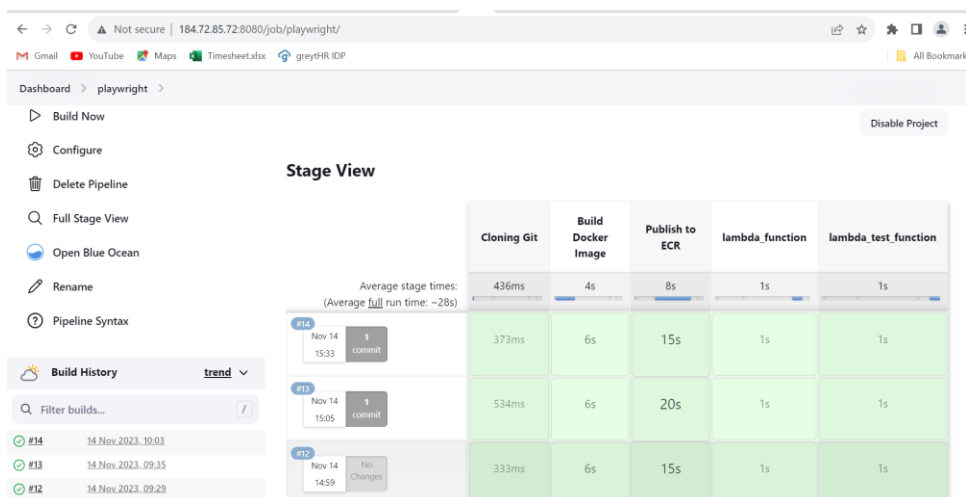 Not secure | 184.72.85.72:8080/job/playwright/
Gmail YouTube Maps Timesheet.xlsx greytHR IDP All Bookmark
Dashboard > playwright >
Build Now
Disable Project
Configure
Delete Pipeline
Full Stage View
Open Blue Ocean
Rename
Pipeline Syntax
Build History trend
Filter builds... /
#14 14 Nov 2023, 10:03
#13 14 Nov 2023, 09:35
#12 14 Nov 2023, 09:29
Stage View
Cloning Git Build Docker Image Publish to ECR lambda_function lambda_test_function
Average stage times: 436ms 4s 8s 1s 1s
(Average full run time: ~28s)
#14
Nov 14 15:33 1 commit 373ms 6s 15s 1s 1s
#13
Nov 14 15:05 1 commit 534ms 6s 20s 1s 1s
#12
Nov 14 14:59 No Changes 333ms 6s 15s 1s 1s